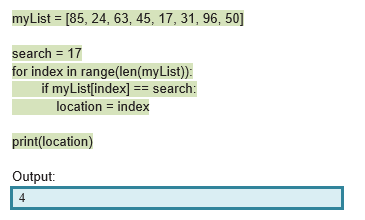 myList = [85, 24, 63, 45, 17, 31, 96, 50]
search = 17
for index in range(len(myList)):
if myList[index] == search:
location = index
print(location)
Output:
4